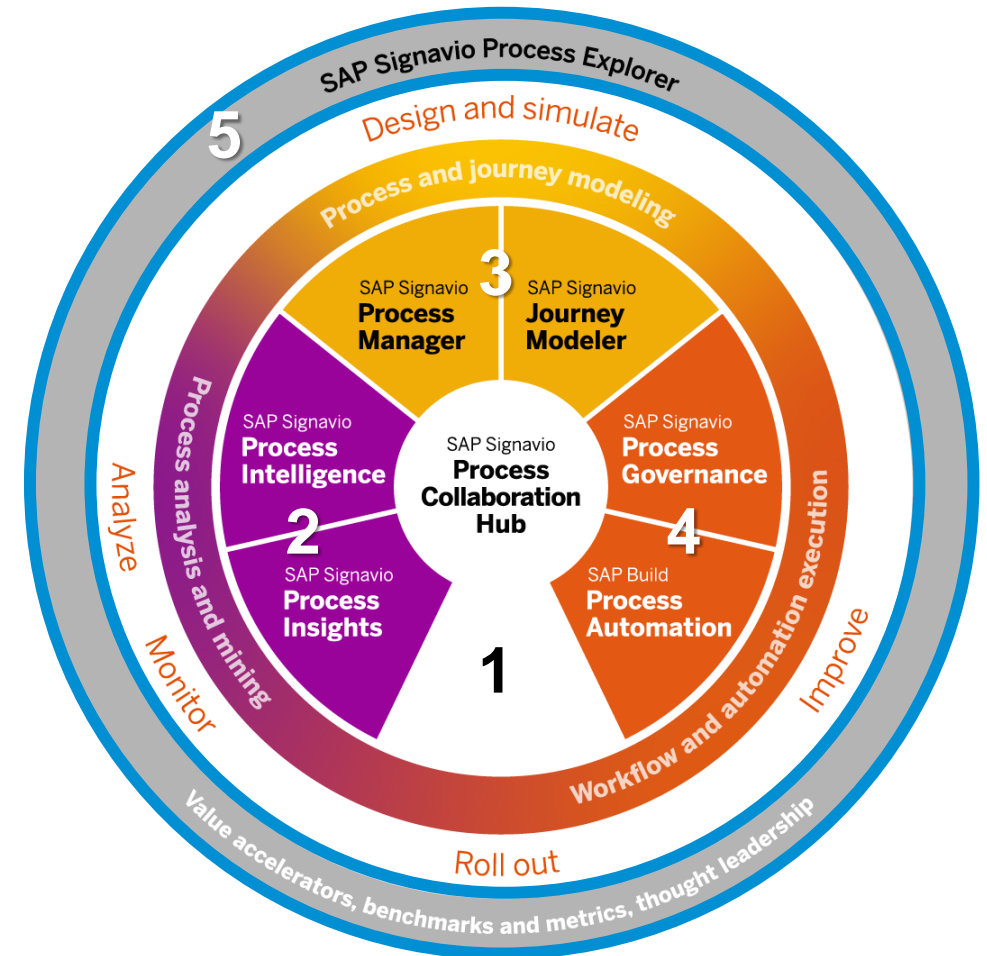 SAP Signavio Process Explorer
5
Design and simulate
Process and journey modeling
3
SAP Signavio
Process
Manager
SAP Signavio
Journey
Modeler
SAP Signavio
Process
Intelligence
2
SAP Signavio
Process
Insights
SAP Signavio
Process
Collaboration
Hub
1
SAP Signavio
Process
Governance
4
SAP Build
Process
Automation
Process analysis and mining
Workflow and automation execution
Analyze
Monitor
Improve
Roll out
Value accelerators, benchmarks and metrics, thought leadership